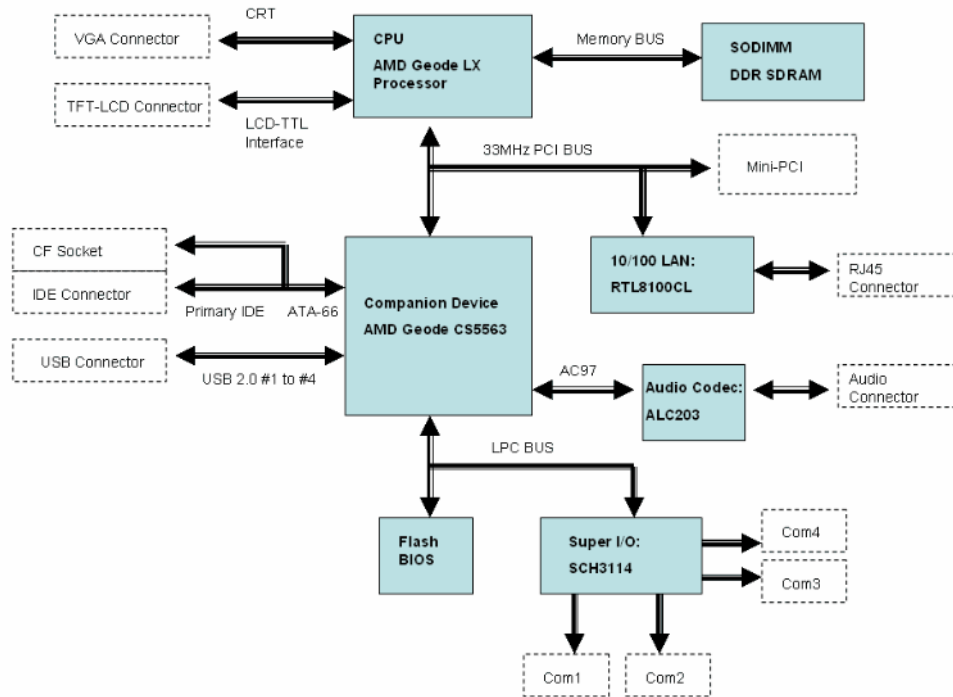 CRT
VGA Connector
CPU
AMD Geode LX
Processor
Memory BUS
SODIMM
DDR SDRAM
TFT-LCD Connector
LCD-TTL
Interface
33MHz PCI BUS
Mini-PCI
CF Socket
IDE Connector
Primary IDE
ATA-66
Companion Device
AMD Geode CS5563
10/100 LAN:
RTL8100CL
RJ45
Connector
USB Connector
USB 2.0 #1 to #4
AC97
Audio Codec:
ALC203
Audio
Connector
LPC BUS
Flash
BIOS
Super I/O:
SCH3114
Com4
Com3
Com1
Com2